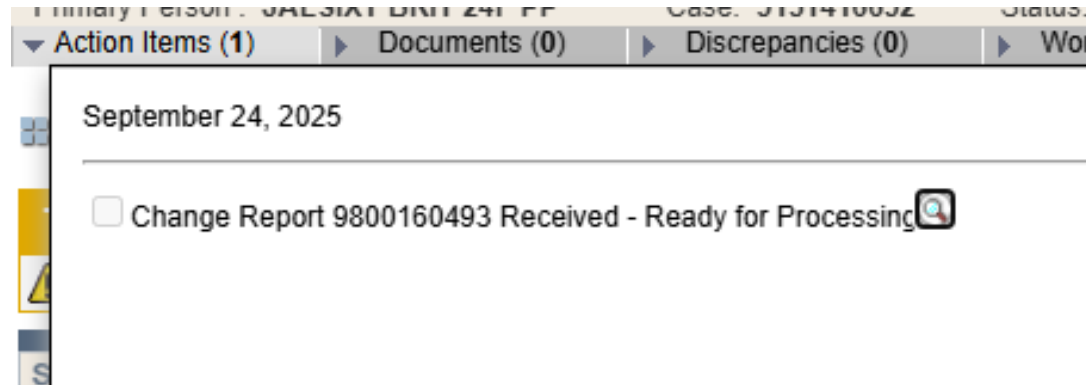 Action Items (1) Documents (0) Discrepancies (0)
September 24, 2025
Change Report 9800160493 Received - Ready for Processing